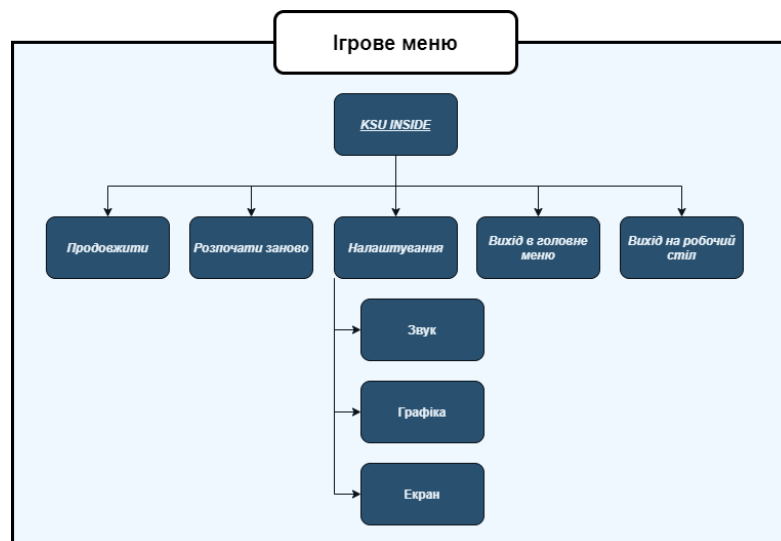 Ігрове меню
KSU INSIDE
Продовжити
Розпочати заново
Налаштування
Вихід в головне
меню
Вихід на робочий
стіл
Звук
Графіка
Екран